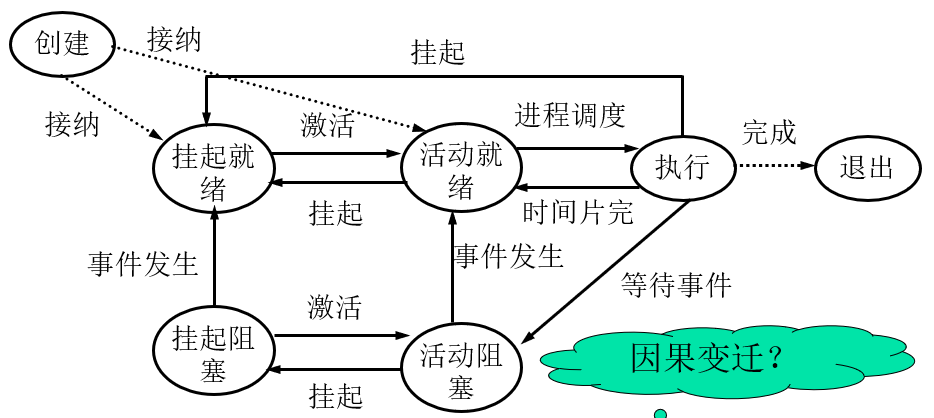 创建
接纳
挂起
接纳
激活
进程调度
完成
挂起就
绪
活动就
绪
执行
退出
挂起
时间片完
事件发生
事件发生
等待事件
激活
挂起阻
塞
活动阻
塞
挂起
因果变迁?